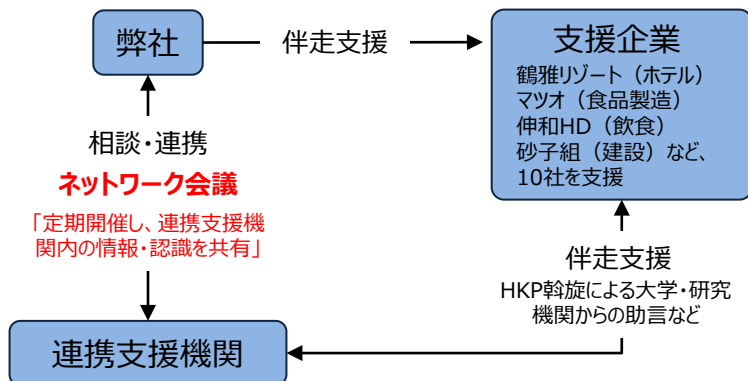 弊社
伴走支援
支援企業
鶴雅リゾート（ホテル）
マツオ（食品製造）
伸和HD（飲食）
砂子組（建設）など、
10社を支援
相談・連携
ネットワーク会議
「定期開催し、連携支援機
関内の情報・認識を共有」
伴走支援
HKP斡旋による大学・研究
機関からの助言など
連携支援機関